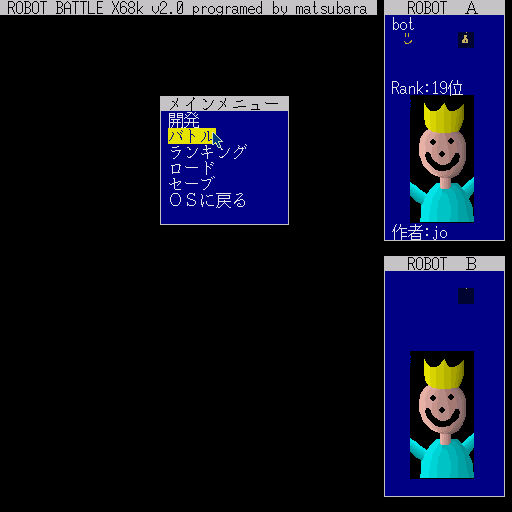 ROBOT BATTLE X68k v2.0 programed by matsubara
メインメニュー
開発
バトル
ランキング
ロード
セーブ
ＯＳに戻る
ROBOT A
bot
Rank:19位
作者:jo
ROBOT B